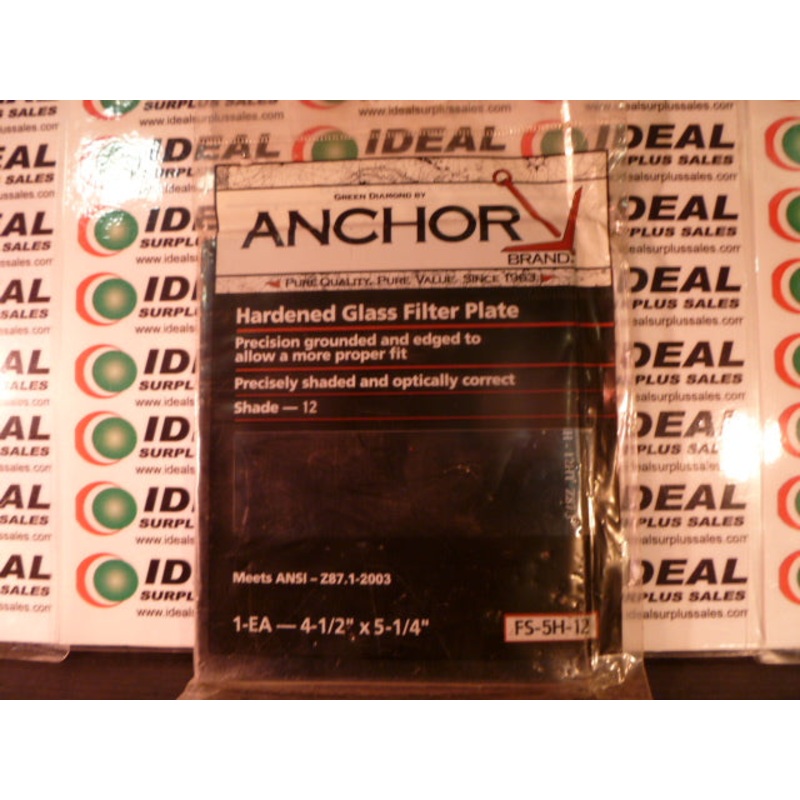 GREEN DIAMOND BY
ANCHOR
BRAND
PURE QUALITY. PURE VALUE. SINCE 1963.
Hardened Glass Filter Plate
Precision grounded and edged to
allow a more proper fit
Precisely shaded and optically correct
Shade — 12
Meets ANSI – Z87.1-2003
1-EA — 4-1/2" x 5-1/4"
FS-5H-12
IDEAL
SURPLUS SALES
www.idealsurplussales.com